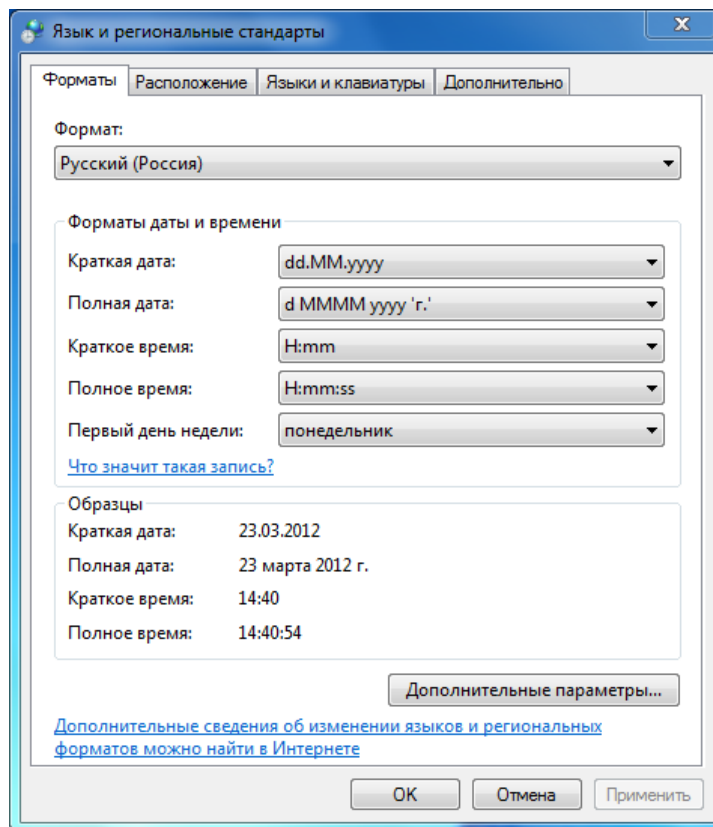 Язык и региональные стандарты
Форматы Расположение Языки и клавиатуры Дополнительно
Формат:
Русский (Россия)
Форматы даты и времени
Краткая дата: dd.MM.yyyy
Полная дата: d MMMM yyyy 'г.'
Краткое время: H:mm
Полное время: H:mm:ss
Первый день недели: понедельник
Что значит такая запись?
Образцы
Краткая дата: 23.03.2012
Полная дата: 23 марта 2012 г.
Краткое время: 14:40
Полное время: 14:40:54
Дополнительные параметры...
Дополнительные сведения об изменении языков и региональных
форматов можно найти в Интернете
ОК Отмена Применить